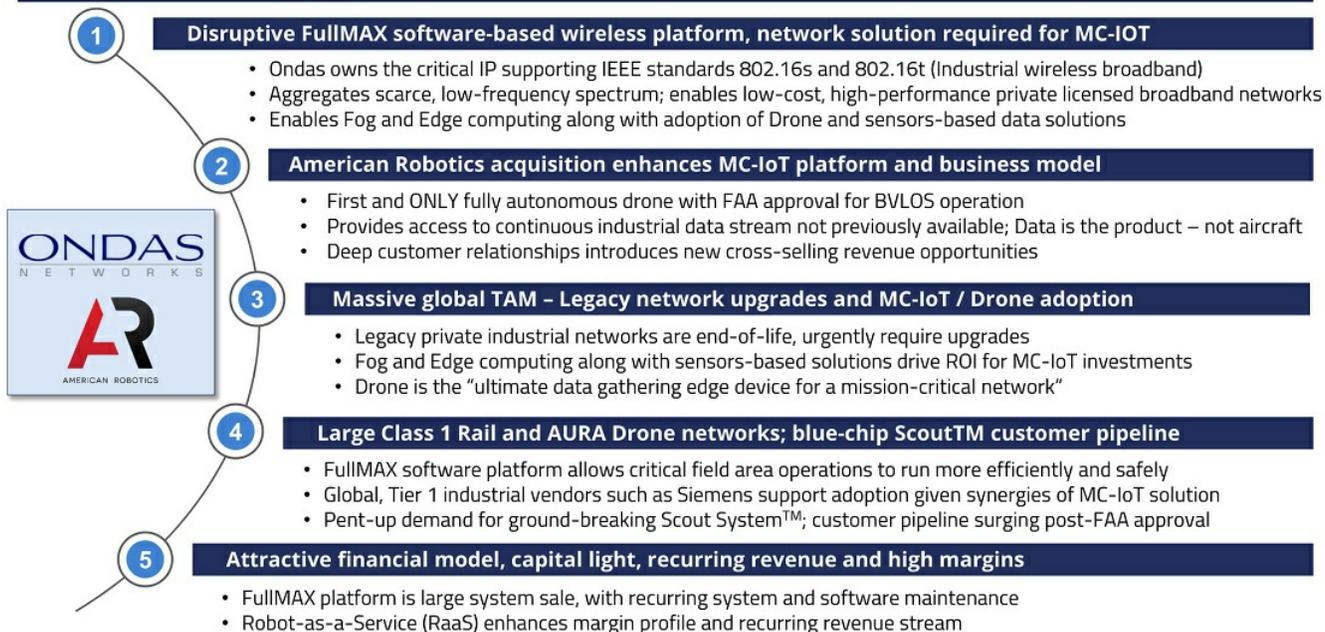 1
Disruptive FullMAX software-based wireless platform, network solution required for MC-IOT
• Ondas owns the critical IP supporting IEEE standards 802.16s and 802.16t (Industrial wireless broadband)
• Aggregates scarce, low-frequency spectrum; enables low-cost, high-performance private licensed broadband networks
• Enables Fog and Edge computing along with adoption of Drone and sensors-based data solutions
2
American Robotics acquisition enhances MC-IoT platform and business model
• First and ONLY fully autonomous drone with FAA approval for BVLOS operation
• Provides access to continuous industrial data stream not previously available; Data is the product – not aircraft
• Deep customer relationships introduces new cross-selling revenue opportunities
ONDAS
NETWORKS
AR
AMERICAN ROBOTICS
3
Massive global TAM – Legacy network upgrades and MC-IoT / Drone adoption
• Legacy private industrial networks are end-of-life, urgently require upgrades
• Fog and Edge computing along with sensors-based solutions drive ROI for MC-IoT investments
• Drone is the “ultimate data gathering edge device for a mission-critical network“
4
Large Class 1 Rail and AURA Drone networks; blue-chip ScoutTM customer pipeline
• FullMAX software platform allows critical field area operations to run more efficiently and safely
• Global, Tier 1 industrial vendors such as Siemens support adoption given synergies of MC-IoT solution
• Pent-up demand for ground-breaking Scout System™; customer pipeline surging post-FAA approval
5
Attractive financial model, capital light, recurring revenue and high margins
• FullMAX platform is large system sale, with recurring system and software maintenance
• Robot-as-a-Service (RaaS) enhances margin profile and recurring revenue stream